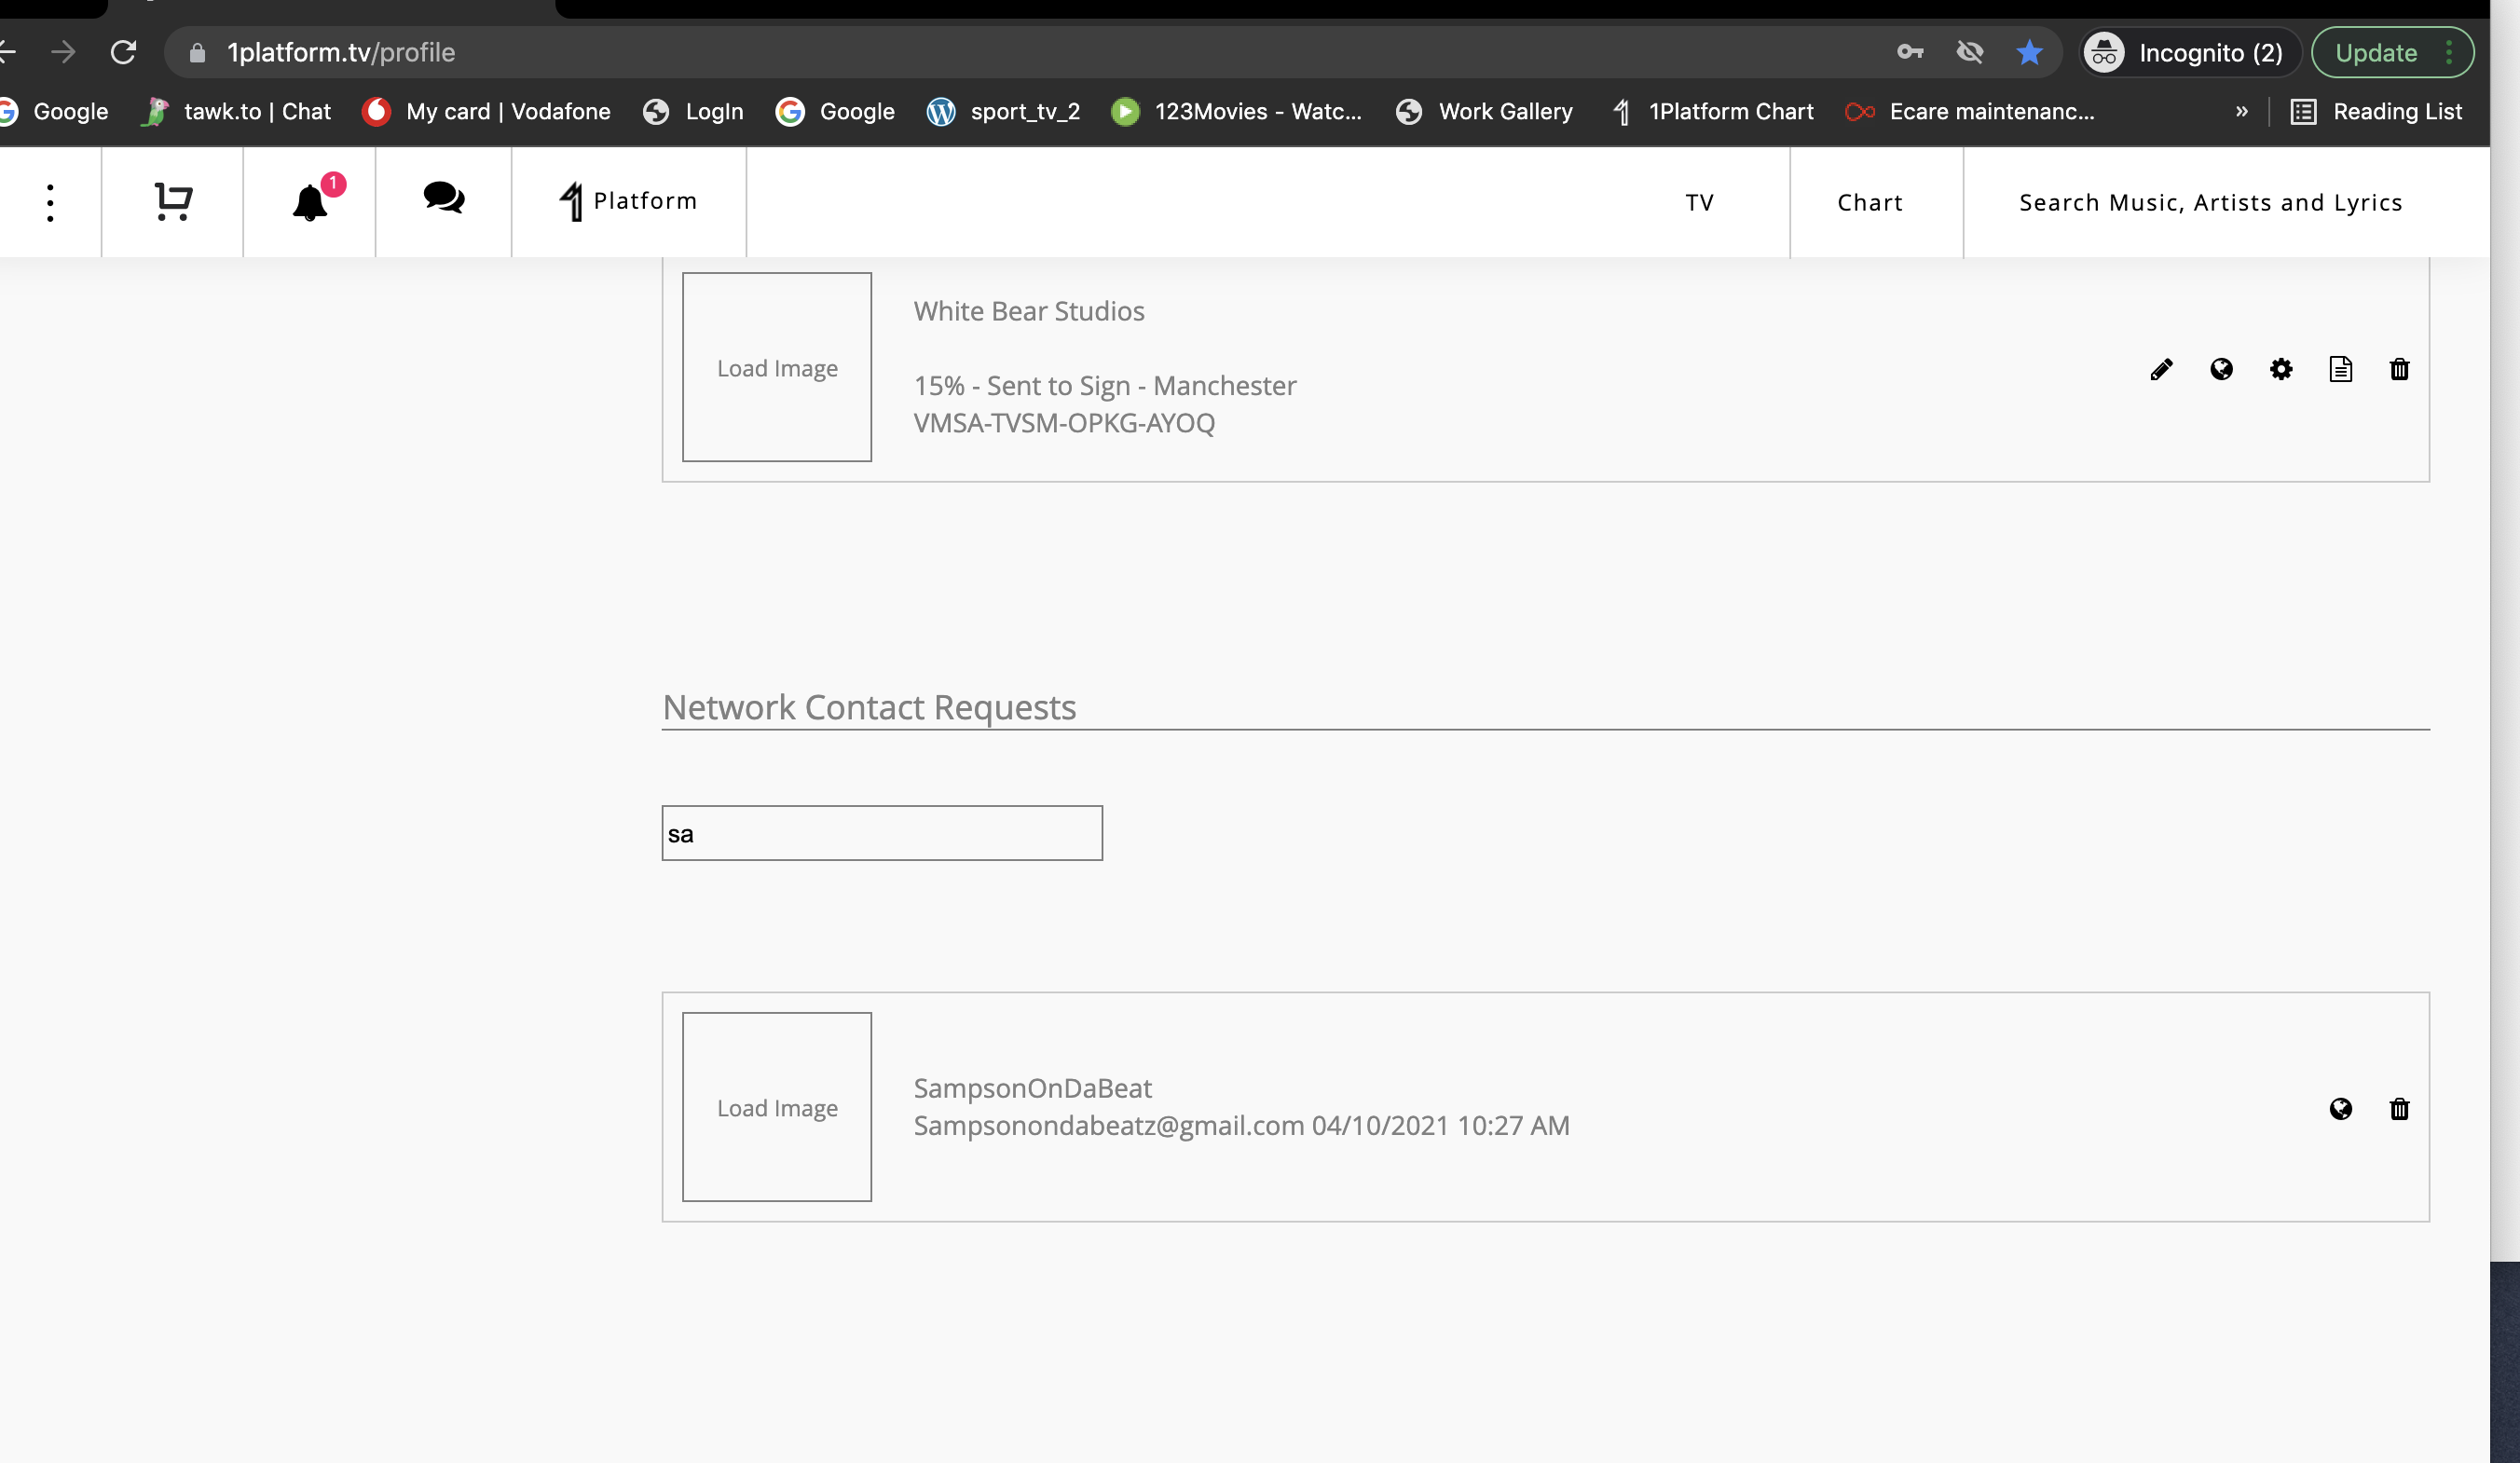 1platform.tv/profile
Incognito (2)
Update
Google
tawk.to | Chat
My card | Vodafone
LogIn
Google
sport_tv_2
123Movies - Watc...
Work Gallery
1Platform Chart
Ecare maintenanc...
»
Reading List
1
Platform
TV
Chart
Search Music, Artists and Lyrics
Load Image
White Bear Studios
15% - Sent to Sign - Manchester
VMSA-TVSM-OPKG-AYOQ
Network Contact Requests
sa
Load Image
SampsonOnDaBeat
Sampsonondabeatz@gmail.com 04/10/2021 10:27 AM